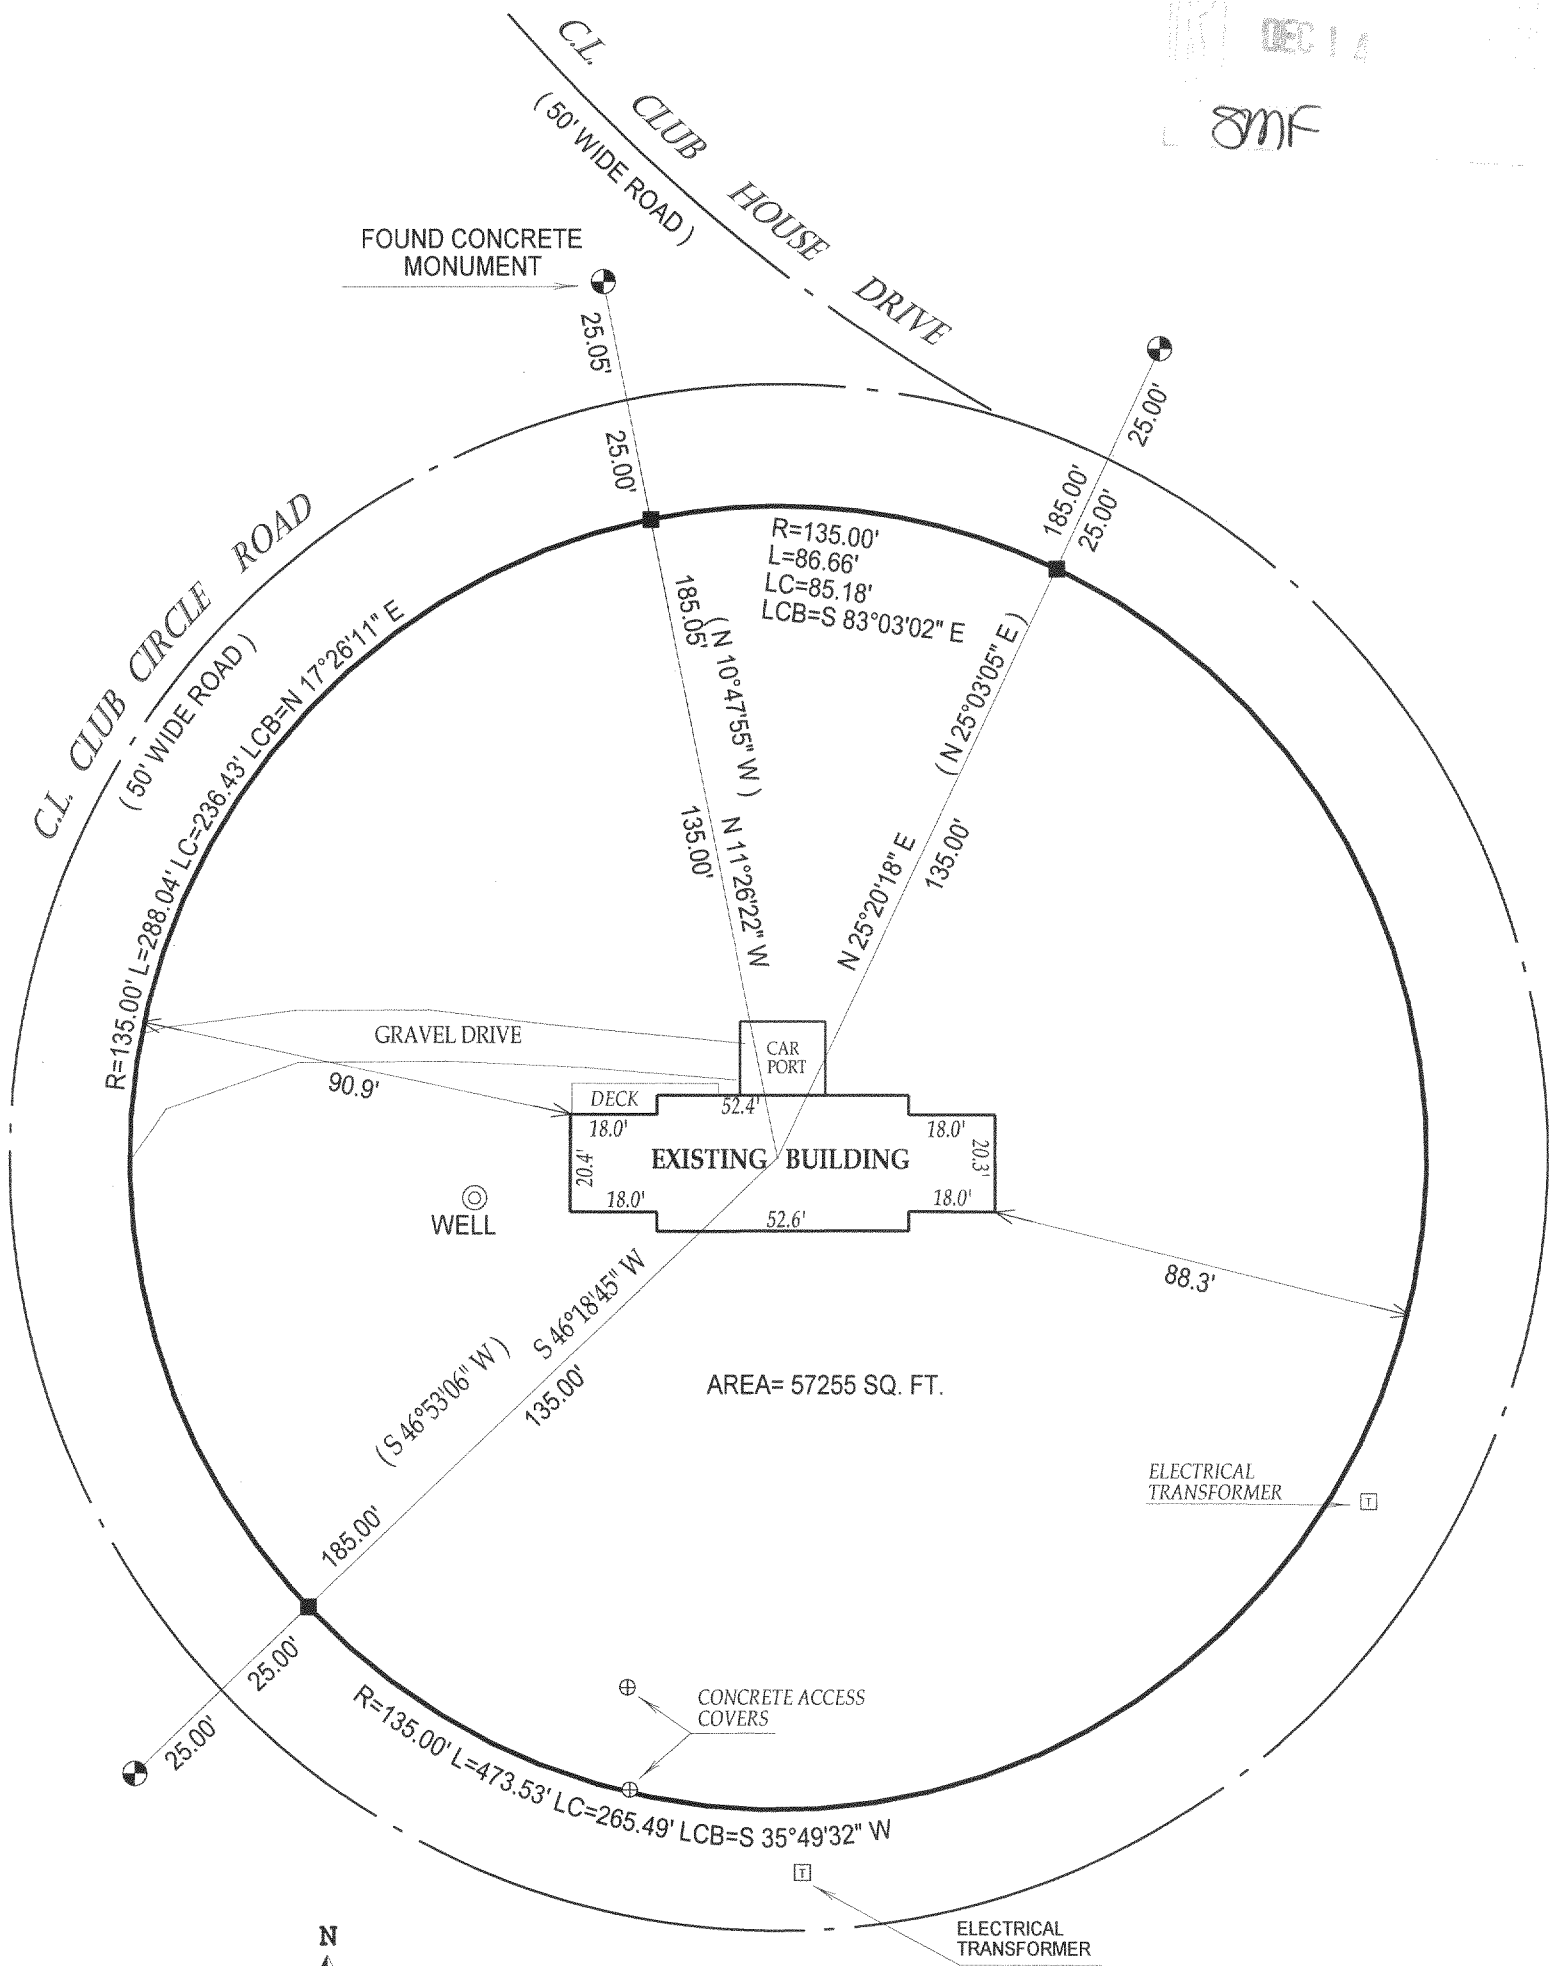 DEC 1
SMF
C.L. CLUB HOUSE DRIVE
( 50' WIDE ROAD )
FOUND CONCRETE
MONUMENT
25.05'
25.00'
25.00'
185.00'
25.00'
C.L. CLUB CIRCLE ROAD
( 50' WIDE ROAD )
R=135.00'
L=86.66'
LC=85.18'
LCB=S 83°03'02" E
185.05'
( N 10°47'55" W )
135.00'
N 11°26'22" W
( N 25°03'05" E )
N 25°20'18" E
135.00'
R=135.00' L=288.04' LC=236.43' LCB=N 17°26'11" E
GRAVEL DRIVE
CAR
PORT
90.9'
DECK
52.4'
18.0'
18.0'
EXISTING BUILDING
20.4'
20.3'
18.0'
18.0'
52.6'
WELL
88.3'
S 46°18'45" W
( S 46°53'06" W )
135.00'
AREA= 57255 SQ. FT.
ELECTRICAL
TRANSFORMER
T
185.00'
25.00'
25.00'
CONCRETE ACCESS
COVERS
R=135.00' L=473.53' LC=265.49' LCB=S 35°49'32" W
T
ELECTRICAL
TRANSFORMER
N